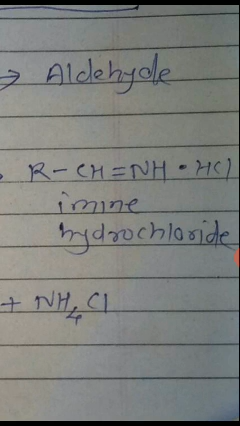 → Aldehyde
R-CH=NH•HCl
imine
hydrochloride
+ NH₄Cl